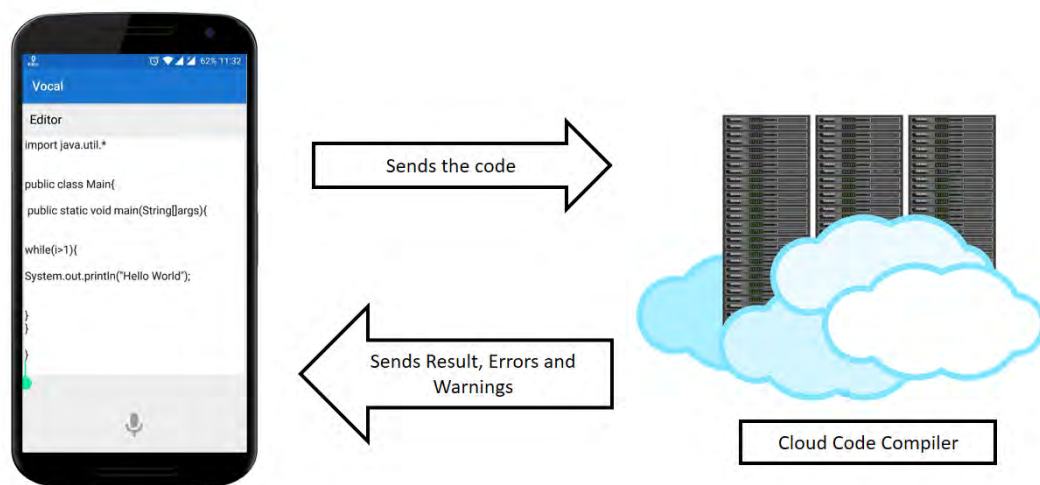 62% 11:32
Vocal
Editor
import java.util.*
public class Main{
public static void main(String[]args){
while(i>1){
System.out.println("Hello World");
}
}
}
Sends the code
Sends Result, Errors and
Warnings
Cloud Code Compiler